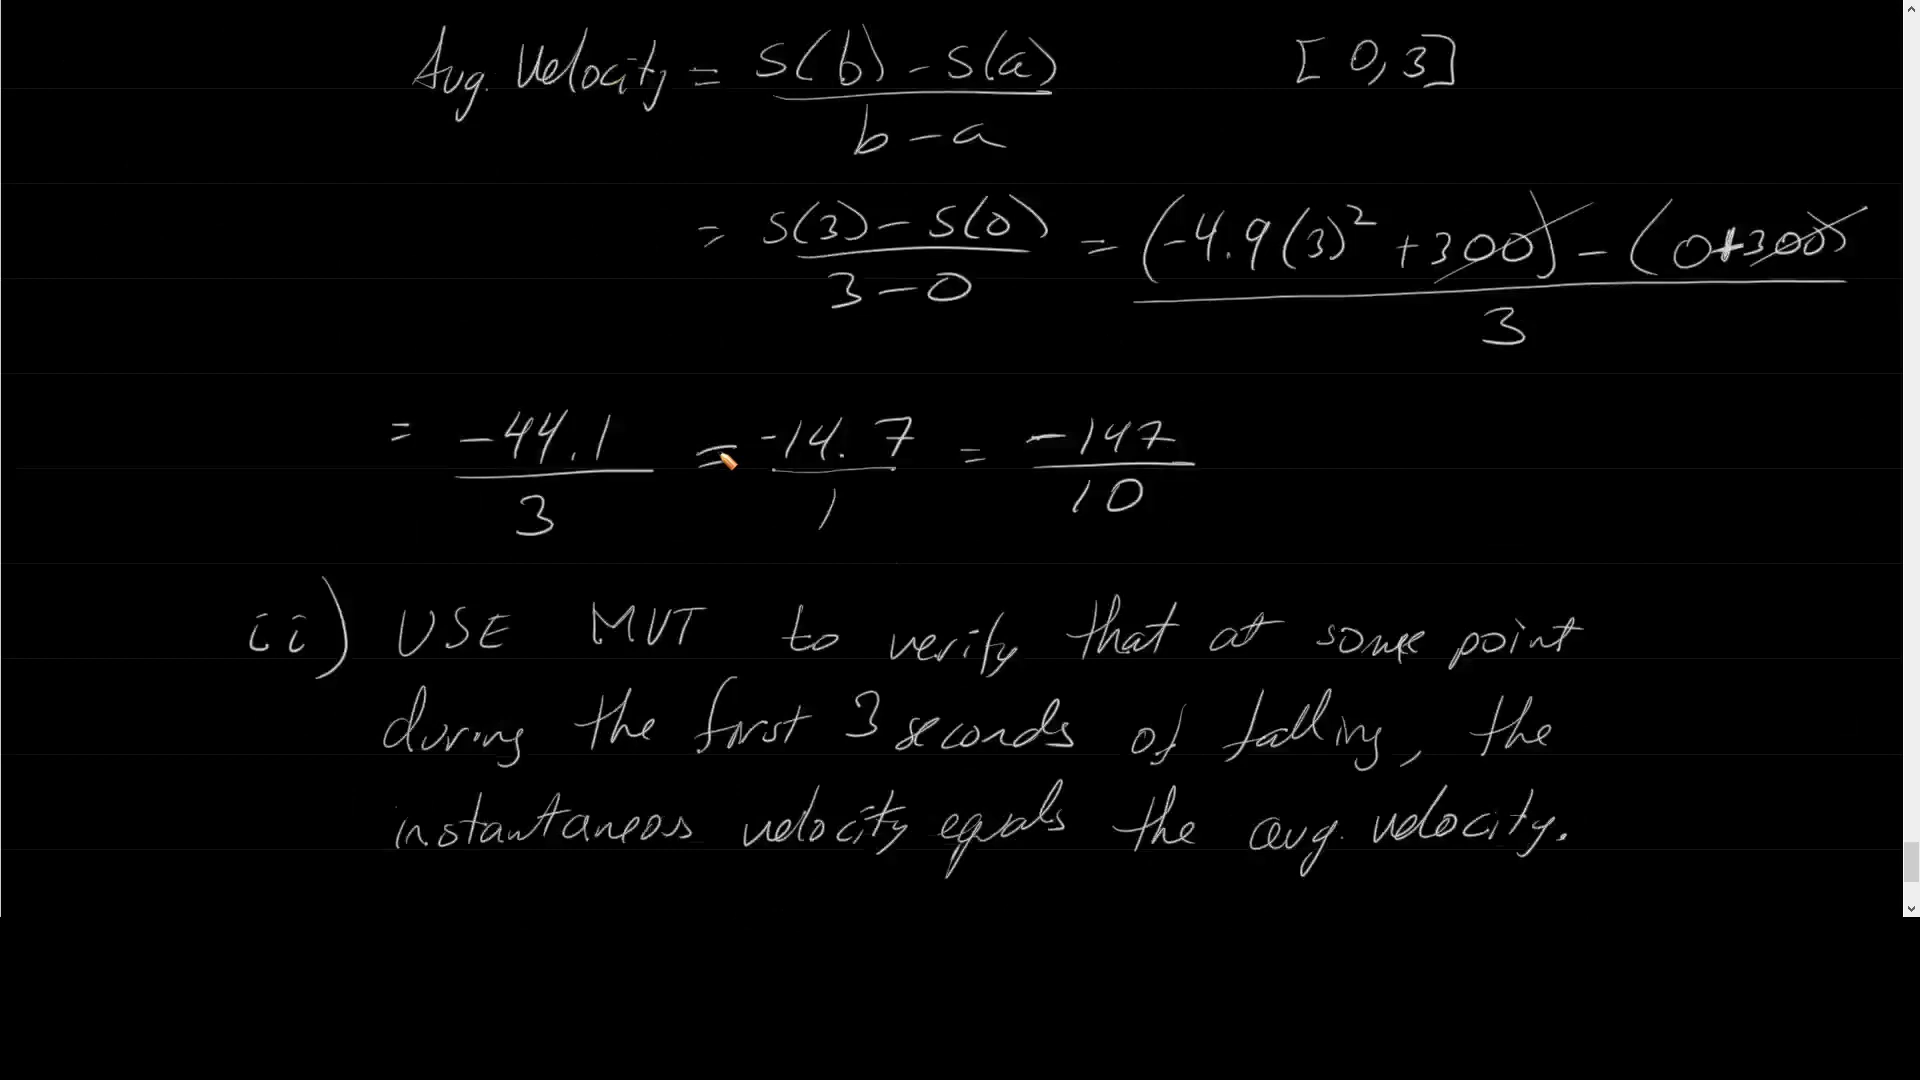 Avg. Velocity = s(b) - s(a) / b - a [0,3]
= s(3) - s(0) / 3 - 0 = (-4.9(3)² + 300) - (0+300) / 3
= -44.1 / 3 = -14.7 / 1 = -147 / 10
ii) USE MVT to verify that at some point
during the first 3 seconds of falling, the
instantaneous velocity equals the avg. velocity.